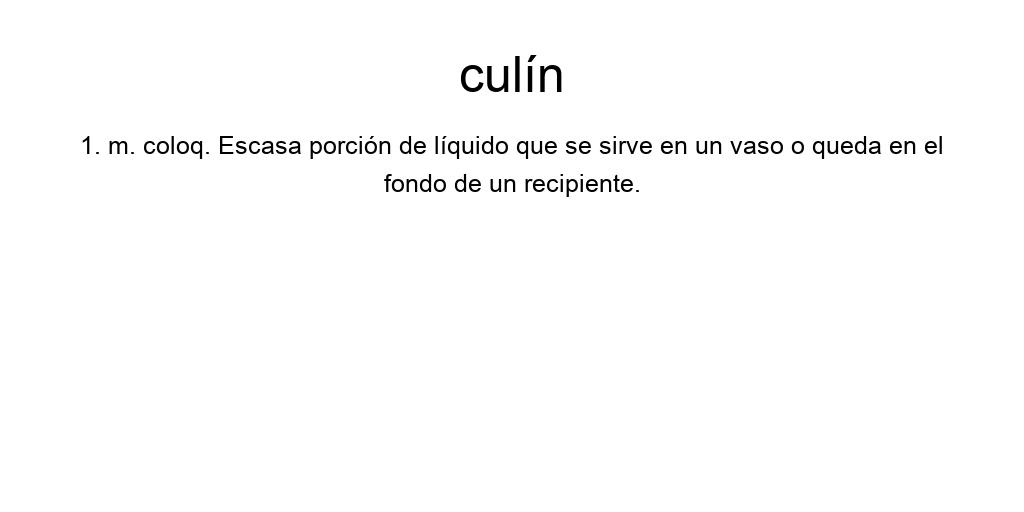 culín
1. m. coloq. Escasa porción de líquido que se sirve en un vaso o queda en el
fondo de un recipiente.